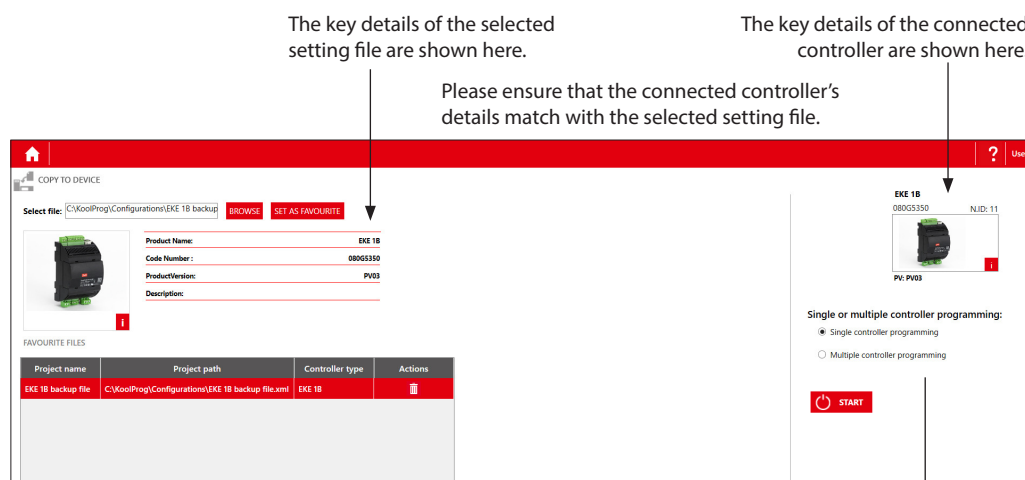 The key details of the selected
setting file are shown here.
The key details of the connected
controller are shown here
Please ensure that the connected controller's
details match with the selected setting file.
? Use
COPY TO DEVICE
Select file: C:\KoolProg\Configurations\EKE 1B backup BROWSE SET AS FAVOURITE
Product Name: EKE 1B
Code Number : 080G5350
ProductVersion: PV03
Description:
i
FAVOURITE FILES
Project name Project path Controller type Actions
EKE 1B backup file C:\KoolProg\Configurations\EKE 1B backup file.xml EKE 1B
EKE 1B
080G5350 N.ID: 11
i
PV: PV03
Single or multiple controller programming:
Single controller programming
Multiple controller programming
START